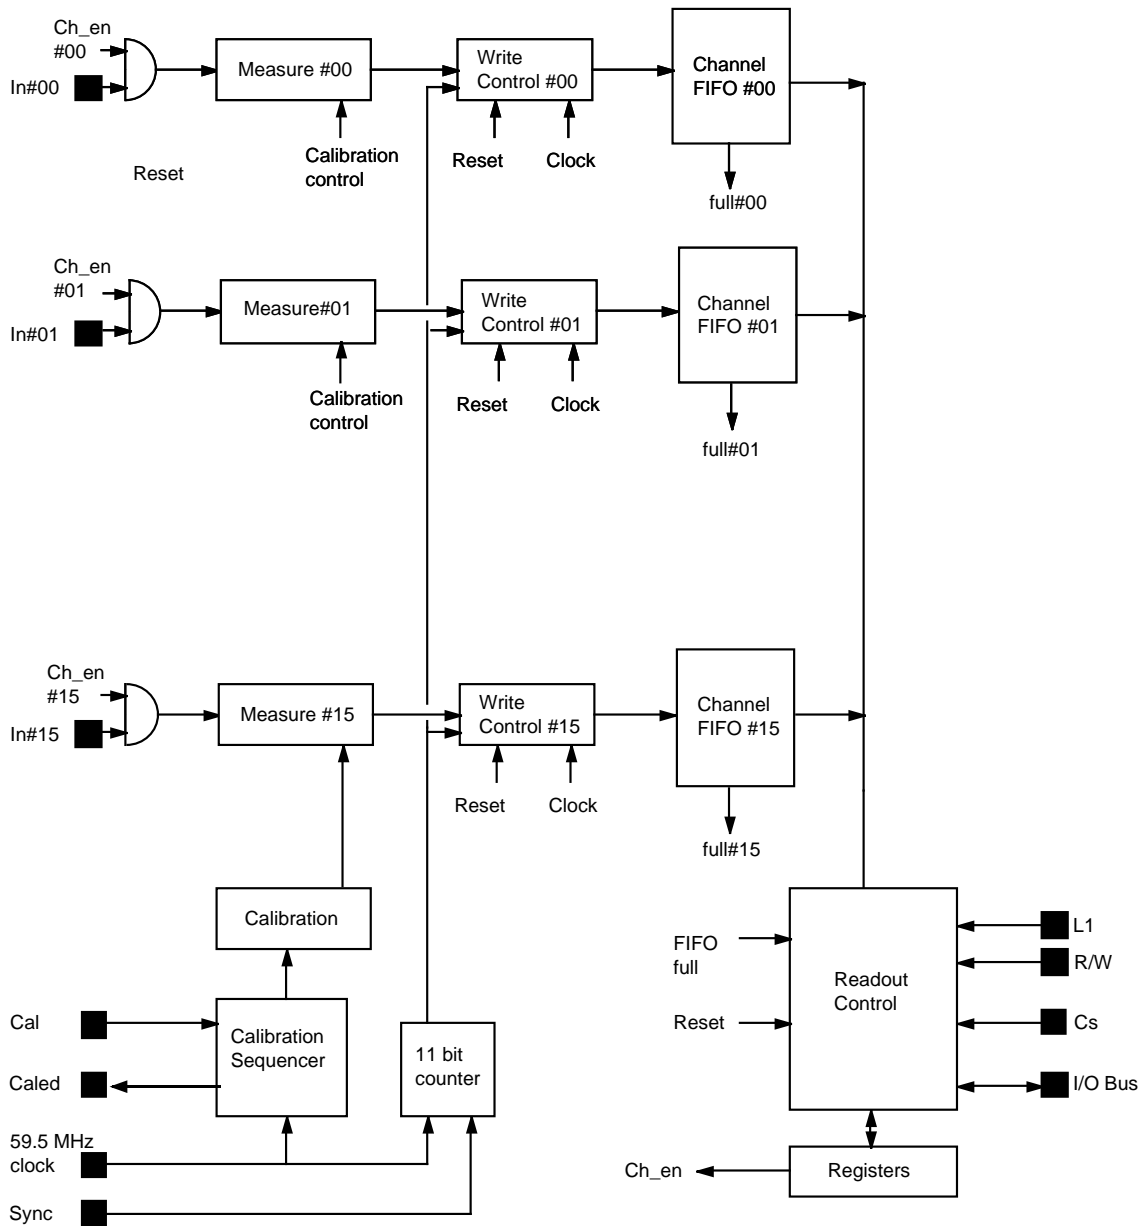 Ch_en
#00
In#00
Measure #00
Write
Control #00
Channel
FIFO #00
Calibration
control
Reset
Clock
Reset
full#00
Ch_en
#01
In#01
Measure#01
Write
Control #01
Channel
FIFO #01
Calibration
control
Reset
Clock
full#01
Ch_en
#15
In#15
Measure #15
Write
Control #15
Channel
FIFO #15
Reset
Clock
full#15
Calibration
Cal
Calibration
Sequencer
11 bit
counter
Caled
59.5 MHz
clock
Sync
FIFO
full
Reset
Readout
Control
L1
R/W
Cs
I/O Bus
Ch_en
Registers